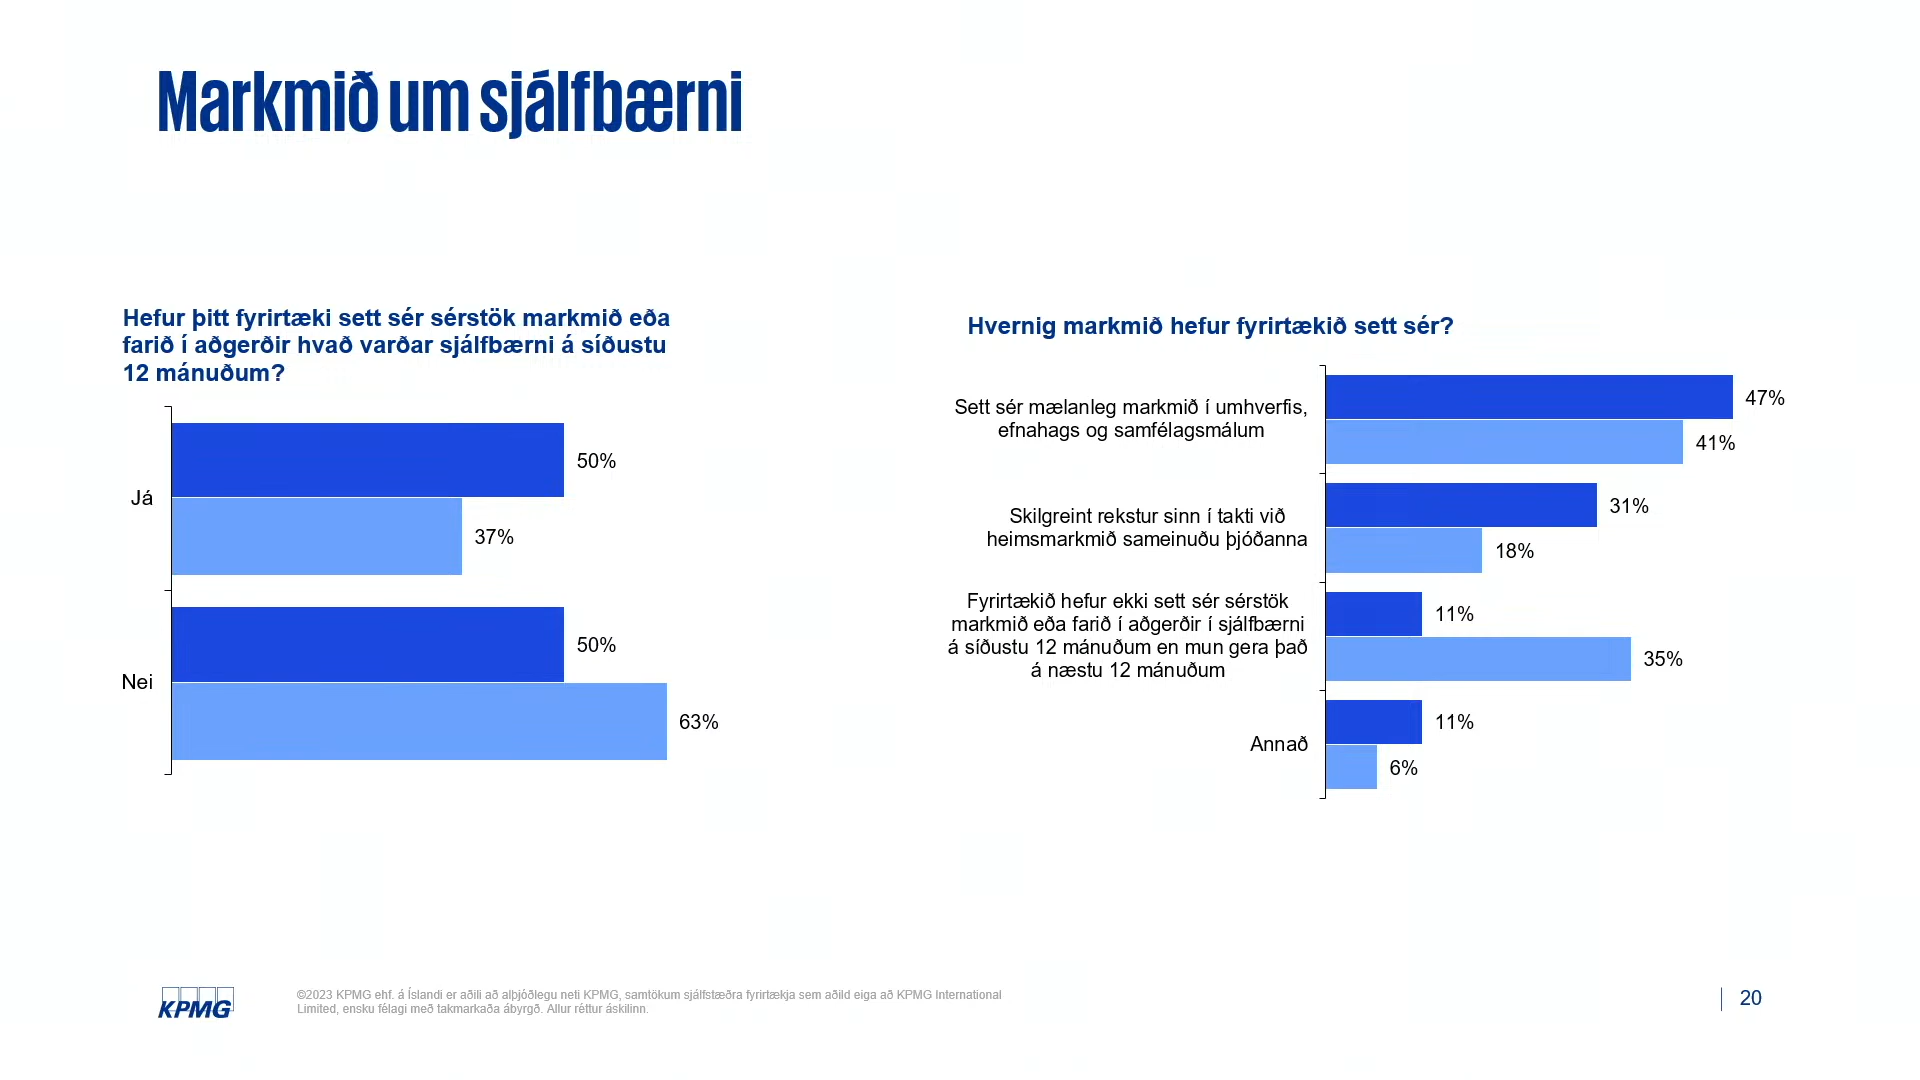 Markmið um sjálfbærni
Hefur þitt fyrirtæki sett sér sérstök markmið eða
farið í aðgerðir hvað varðar sjálfbærni á síðustu
12 mánuðum?
Já
50%
37%
Nei
50%
63%
Hvernig markmið hefur fyrirtækið sett sér?
Sett sér mælanleg markmið í umhverfis,
efnahags og samfélagsmálum
47%
41%
Skilgreint rekstur sinn í takti við
heimsmarkmið sameinuðu þjóðanna
31%
18%
Fyrirtækið hefur ekki sett sér sérstök
markmið eða farið í aðgerðir í sjálfbærni
á síðustu 12 mánuðum en mun gera það
á næstu 12 mánuðum
11%
35%
Annað
11%
6%
KPMG
©2023 KPMG ehf. á Íslandi er aðili að alþjóðlegu neti KPMG, samtökum sjálfstæðra fyrirtækja sem aðild eiga að KPMG International
Limited, ensku félagi með takmarkaða ábyrgð. Allur réttur áskilinn.
20